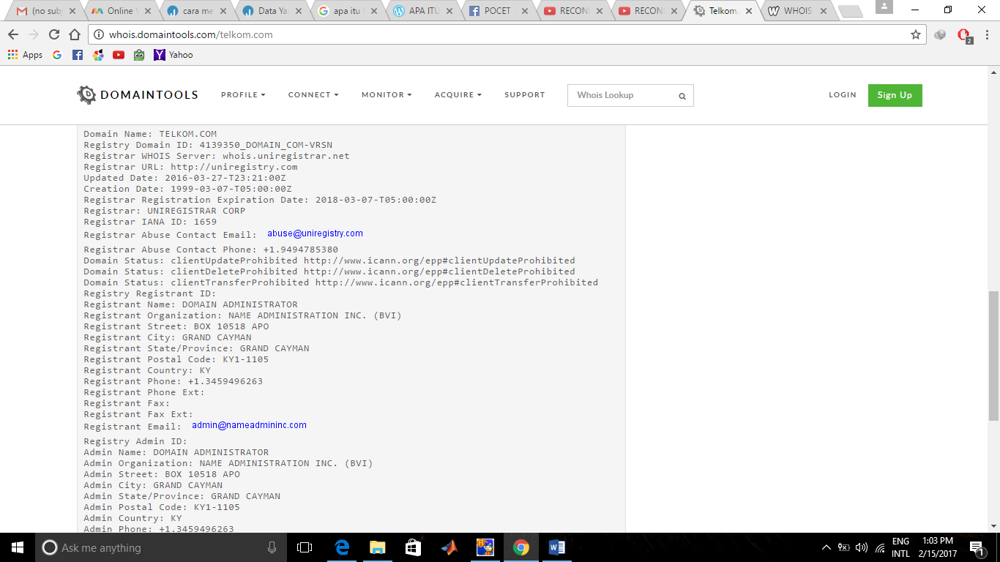 (no sub
Online V
cara me
Data Ya
apa itu
APA ITU
POCET
RECON
RECON
Telkom.
WHOIS
whois.domaintools.com/telkom.com
2
Apps
Yahoo
DOMAINTOOLS
PROFILE
CONNECT
MONITOR
ACQUIRE
SUPPORT
Whois Lookup
LOGIN
Sign Up
Domain Name: TELKOM.COM
Registry Domain ID: 4139350_DOMAIN_COM-VRSN
Registrar WHOIS Server: whois.uniregistrar.net
Registrar URL: http://uniregistry.com
Updated Date: 2016-03-27-T23:21:00Z
Creation Date: 1999-03-07-T05:00:00Z
Registrar Registration Expiration Date: 2018-03-07-T05:00:00Z
Registrar: UNIREGISTRAR CORP
Registrar IANA ID: 1659
Registrar Abuse Contact Email: abuse@uniregistry.com
Registrar Abuse Contact Phone: +1.9494785380
Domain Status: clientUpdateProhibited http://www.icann.org/epp#clientUpdateProhibited
Domain Status: clientDeleteProhibited http://www.icann.org/epp#clientDeleteProhibited
Domain Status: clientTransferProhibited http://www.icann.org/epp#clientTransferProhibited
Registry Registrant ID:
Registrant Name: DOMAIN ADMINISTRATOR
Registrant Organization: NAME ADMINISTRATION INC. (BVI)
Registrant Street: BOX 10518 APO
Registrant City: GRAND CAYMAN
Registrant State/Province: GRAND CAYMAN
Registrant Postal Code: KY1-1105
Registrant Country: KY
Registrant Phone: +1.3459496263
Registrant Phone Ext:
Registrant Fax:
Registrant Fax Ext:
Registrant Email: admin@nameadmininc.com
Registry Admin ID:
Admin Name: DOMAIN ADMINISTRATOR
Admin Organization: NAME ADMINISTRATION INC. (BVI)
Admin Street: BOX 10518 APO
Admin City: GRAND CAYMAN
Admin State/Province: GRAND CAYMAN
Admin Postal Code: KY1-1105
Admin Country: KY
Admin Phone: +1.3459496263
Ask me anything
ENG
INTL
1:03 PM
2/15/2017
1